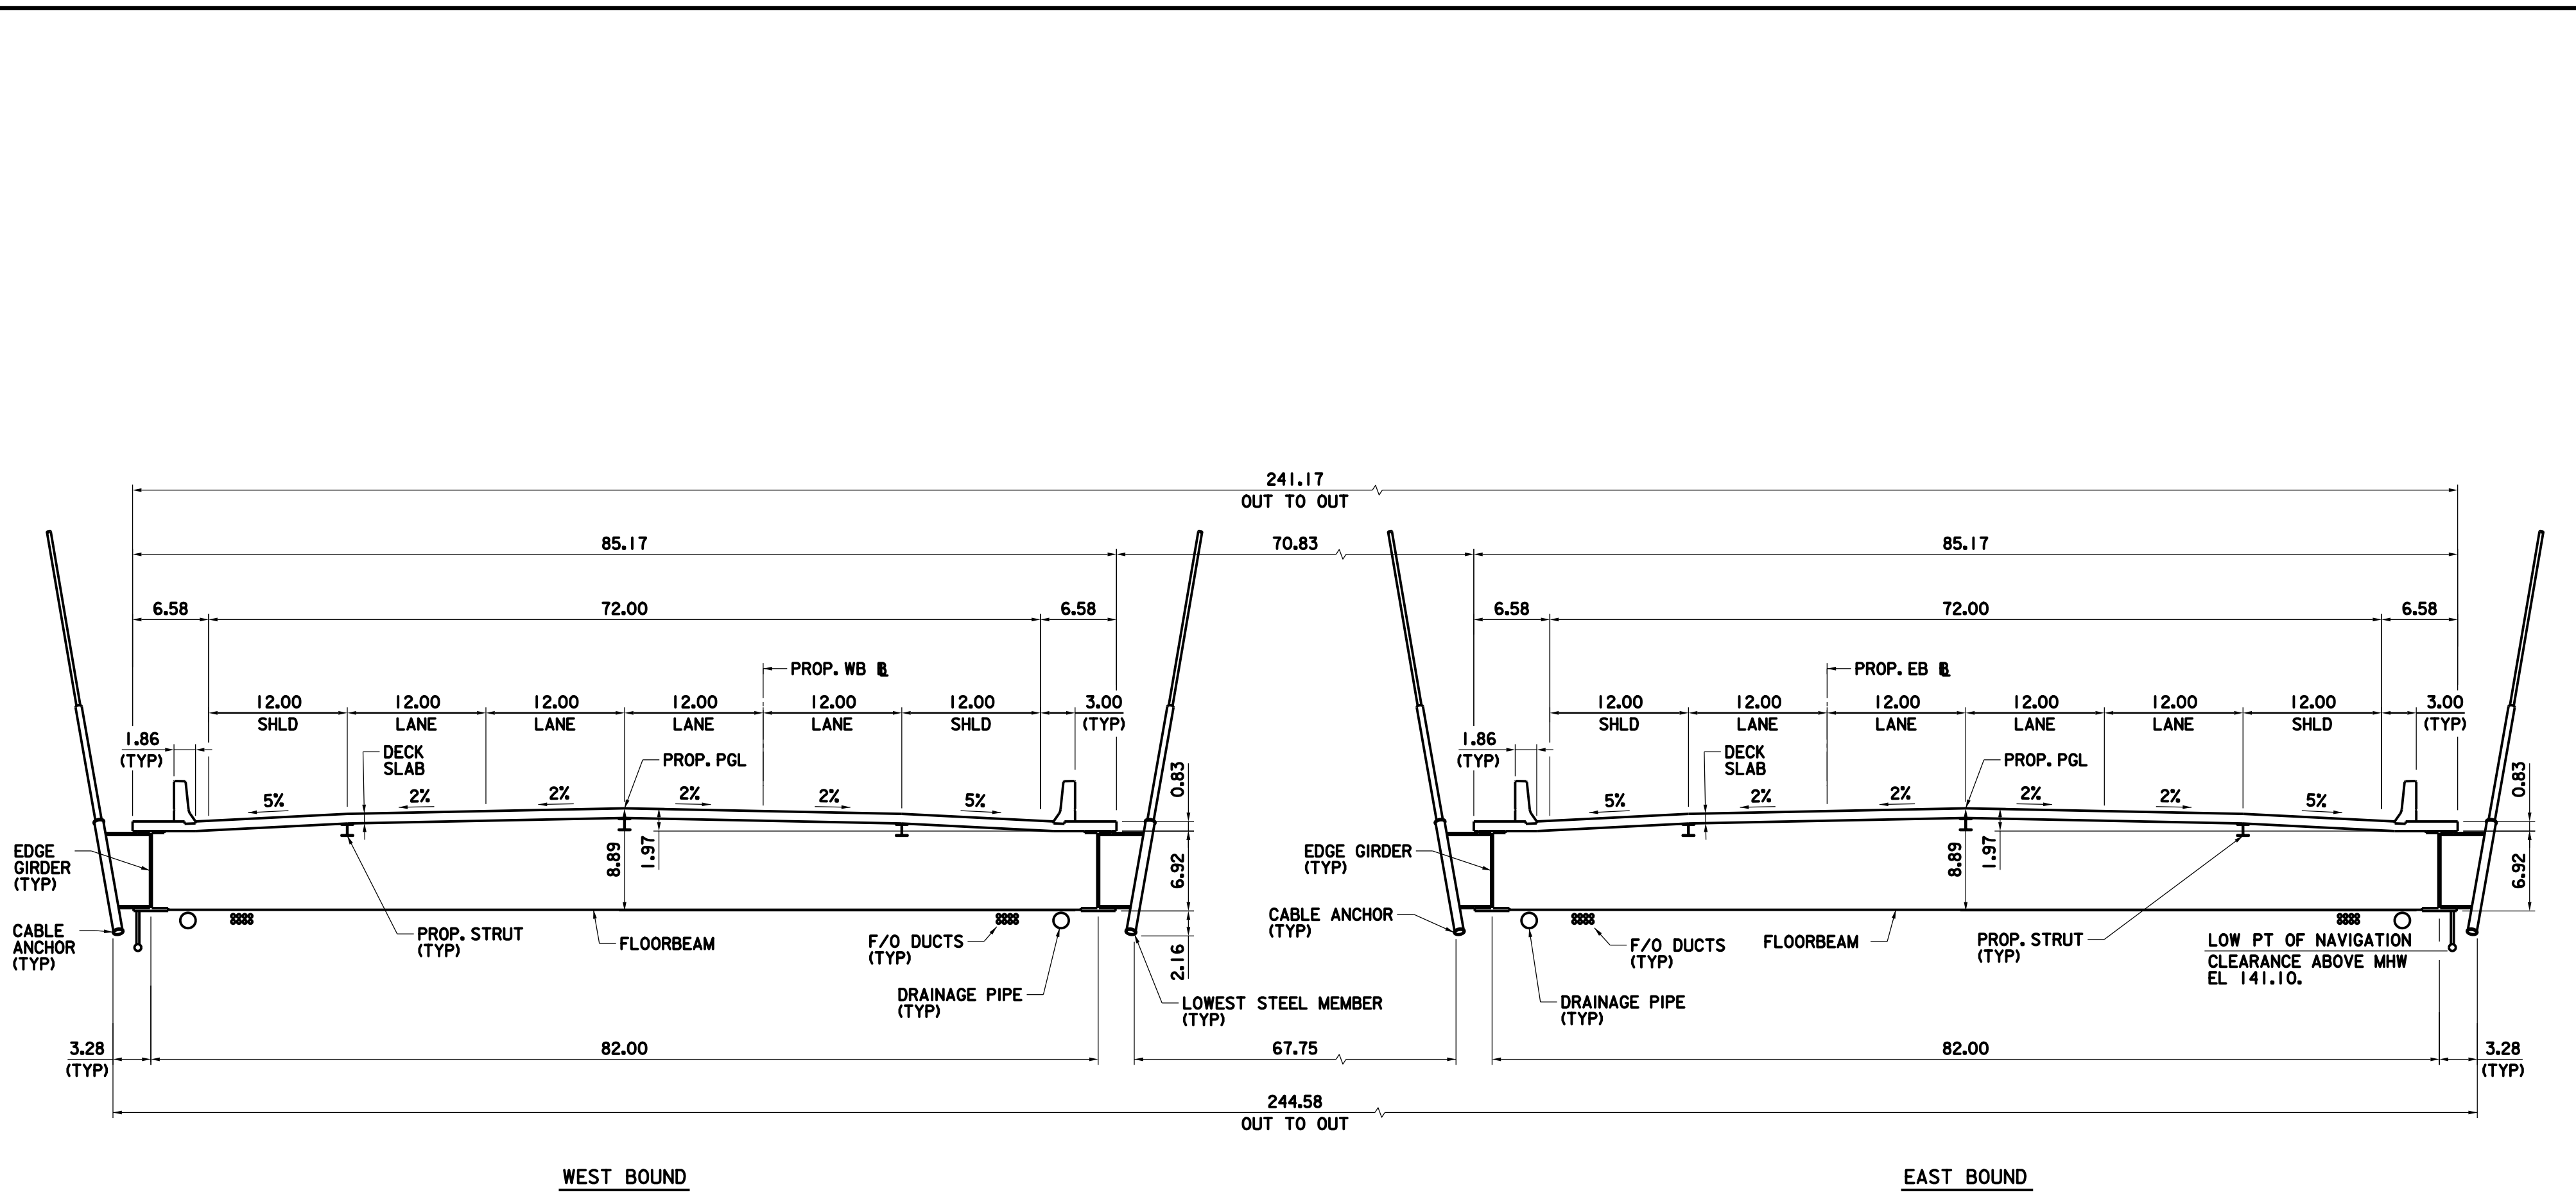 241.17
OUT TO OUT
85.17
70.83
85.17
6.58
72.00
6.58
6.58
72.00
6.58
PROP. WB BL
PROP. EB BL
12.00
SHLD
12.00
LANE
12.00
LANE
12.00
LANE
12.00
LANE
12.00
SHLD
3.00
(TYP)
12.00
SHLD
12.00
LANE
12.00
LANE
12.00
LANE
12.00
LANE
12.00
SHLD
3.00
(TYP)
1.86
(TYP)
DECK
SLAB
PROP. PGL
1.86
(TYP)
DECK
SLAB
PROP. PGL
5%
2%
2%
2%
2%
5%
0.83
5%
2%
2%
2%
2%
5%
0.83
EDGE
GIRDER
(TYP)
8.89
1.97
6.92
EDGE GIRDER
(TYP)
8.89
1.97
6.92
CABLE
ANCHOR
(TYP)
PROP. STRUT
(TYP)
FLOORBEAM
F/O DUCTS
(TYP)
DRAINAGE PIPE
(TYP)
2.16
LOWEST STEEL MEMBER
(TYP)
CABLE ANCHOR
(TYP)
F/O DUCTS
(TYP)
DRAINAGE PIPE
(TYP)
FLOORBEAM
PROP. STRUT
(TYP)
LOW PT OF NAVIGATION
CLEARANCE ABOVE MHW
EL 141.10.
3.28
(TYP)
82.00
67.75
82.00
3.28
(TYP)
244.58
OUT TO OUT
WEST BOUND
EAST BOUND